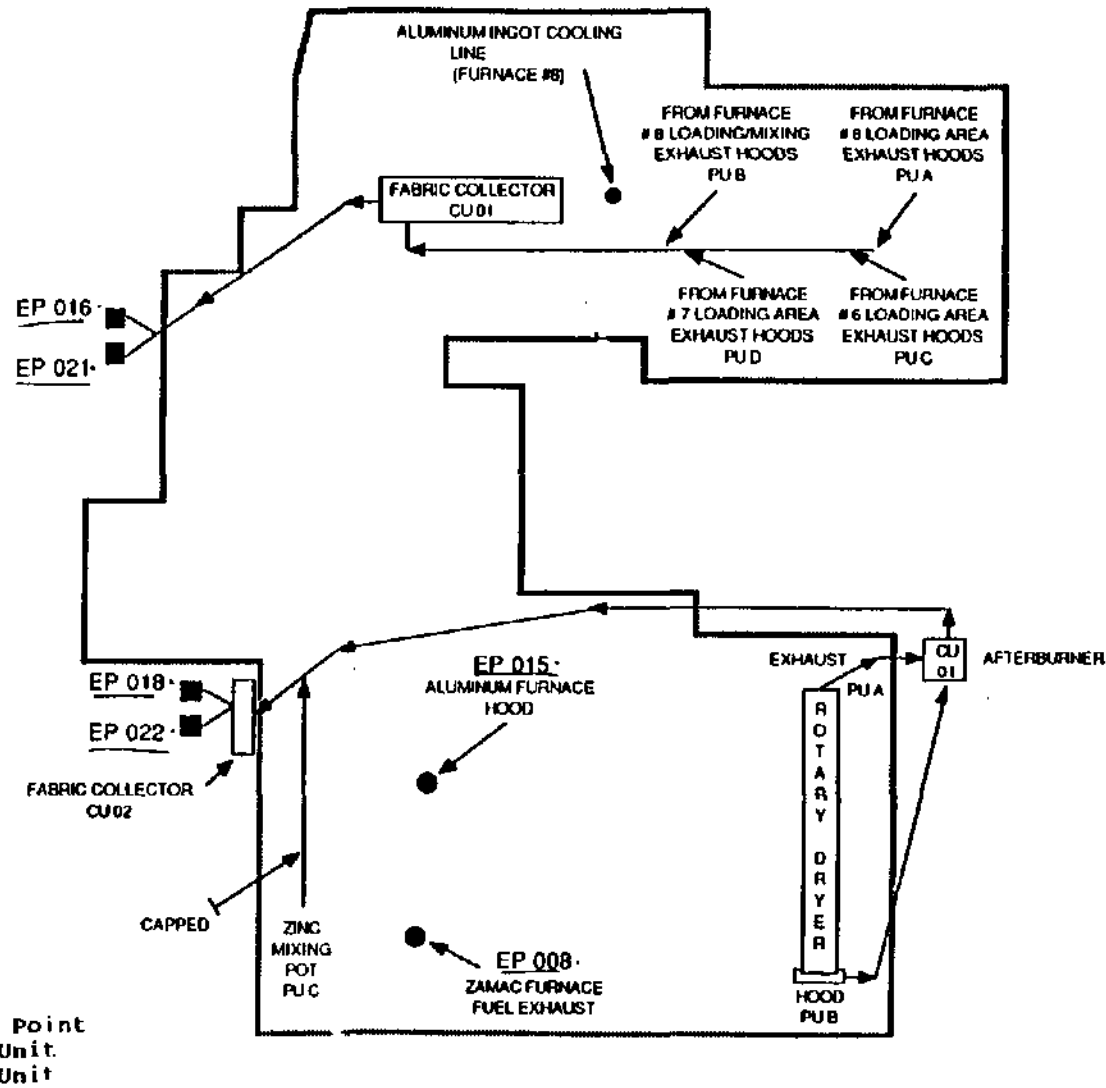 ALUMINUM INGOT COOLING
LINE
(FURNACE #8)
FROM FURNACE
# 8 LOADING/MIXING
EXHAUST HOODS
PU B
FROM FURNACE
# 8 LOADING AREA
EXHAUST HOODS
PU A
FABRIC COLLECTOR
CU 01
FROM FURNACE
# 7 LOADING AREA
EXHAUST HOODS
PU D
FROM FURNACE
# 6 LOADING AREA
EXHAUST HOODS
PU C
EP 016
EP 021
EXHAUST
PU A
CU
01
AFTERBURNER
EP 018
EP 022
FABRIC COLLECTOR
CU 02
EP 015
ALUMINUM FURNACE
HOOD
ROTARY DRYER
CAPPED
ZINC
MIXING
POT
PU C
EP 008
ZAMAC FURNACE
FUEL EXHAUST
HOOD
PU B
Point
Unit
Unit